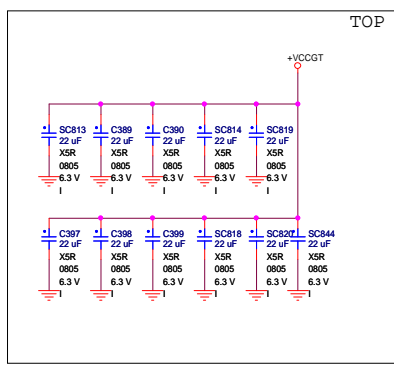 TOP
+VCCGT
SC813 C389 C390 SC814 SC819
22 uF 22 uF 22 uF 22 uF 22 uF
X5R X5R X5R X5R X5R
0805 0805 0805 0805 0805
6.3 V 6.3 V 6.3 V 6.3 V 6.3 V
I I I I I
C397 C398 C399 SC818 SC820 SC844
22 uF 22 uF 22 uF 22 uF 22 uF 22 uF
X5R X5R X5R X5R X5R X5R
0805 0805 0805 0805 0805 0805
6.3 V 6.3 V 6.3 V 6.3 V 6.3 V 6.3 V
I I I I I I